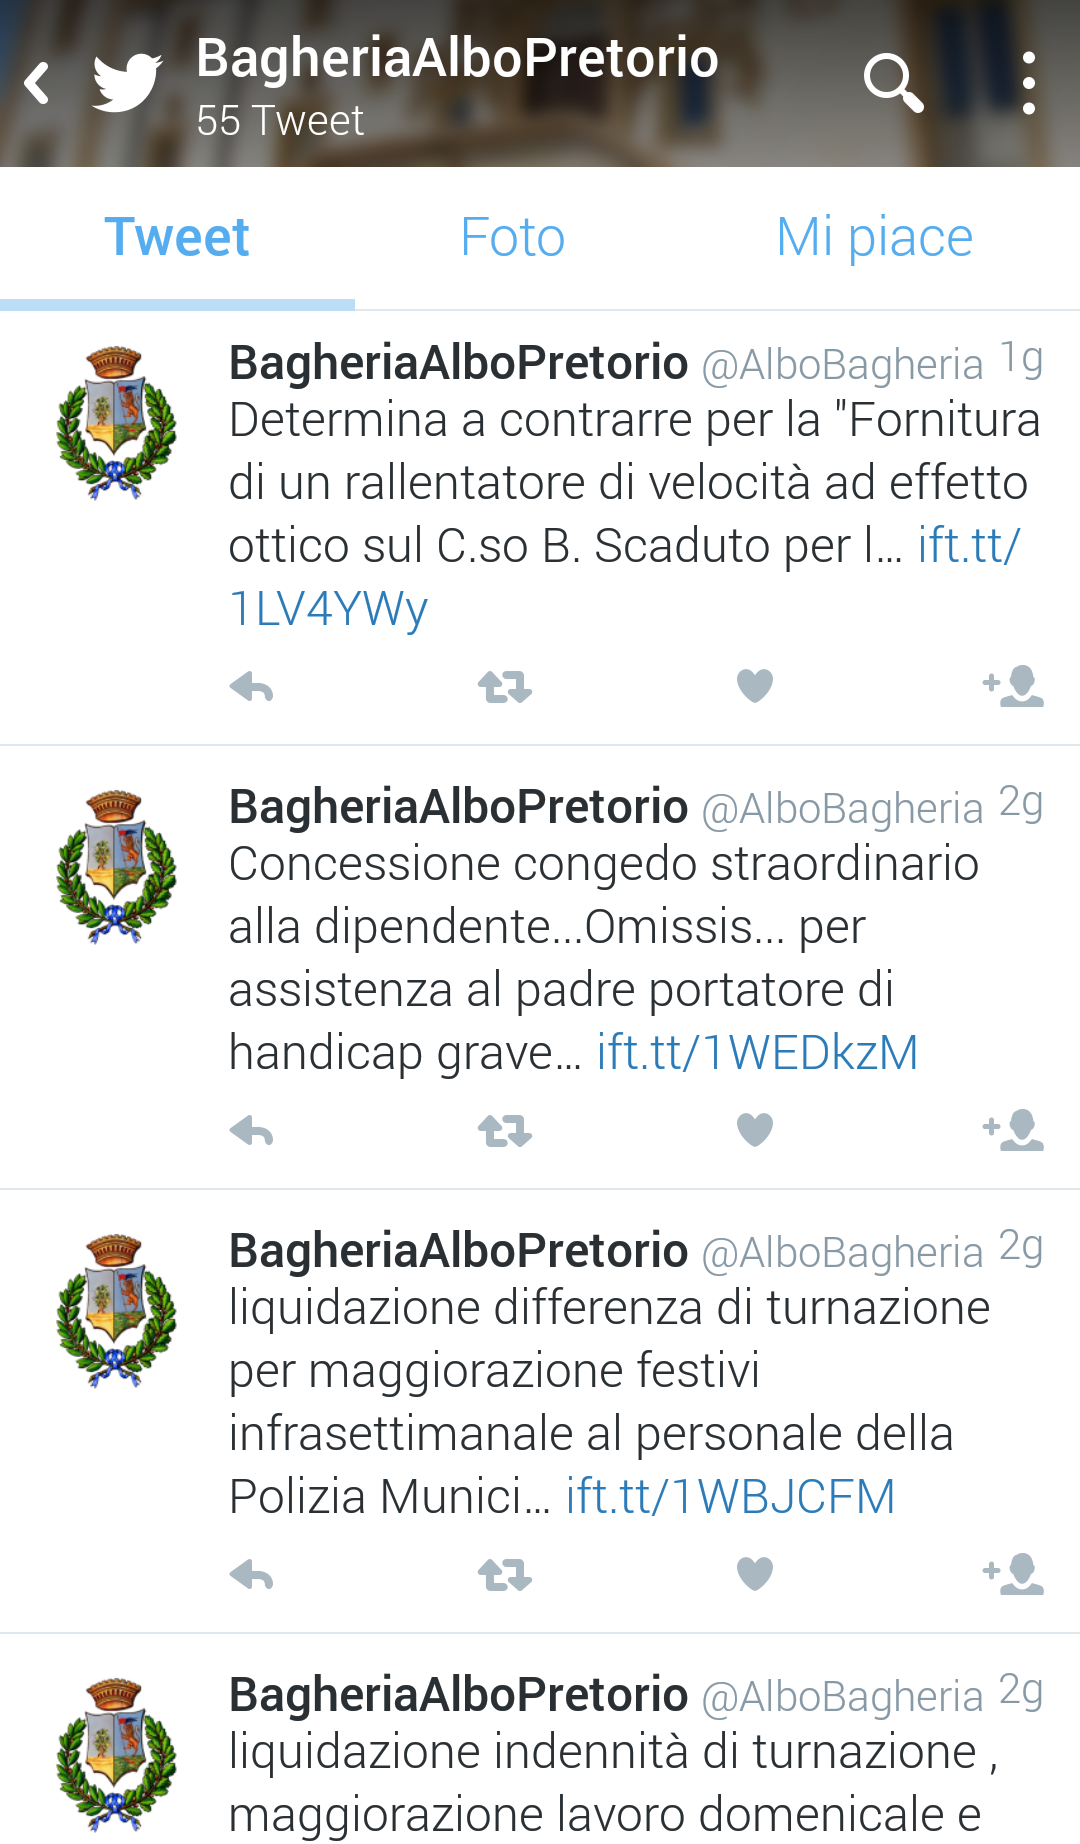 BagheriaAlboPretorio
55 Tweet
Tweet Foto Mi piace
BagheriaAlboPretorio @AlboBagheria 1g
Determina a contrarre per la "Fornitura
di un rallentatore di velocità ad effetto
ottico sul C.so B. Scaduto per l… ift.tt/
1LV4YWy
BagheriaAlboPretorio @AlboBagheria 2g
Concessione congedo straordinario
alla dipendente...Omissis... per
assistenza al padre portatore di
handicap grave… ift.tt/1WEDkzM
BagheriaAlboPretorio @AlboBagheria 2g
liquidazione differenza di turnazione
per maggiorazione festivi
infrasettimanale al personale della
Polizia Munici… ift.tt/1WBJCFM
BagheriaAlboPretorio @AlboBagheria 2g
liquidazione indennità di turnazione ,
maggiorazione lavoro domenicale e